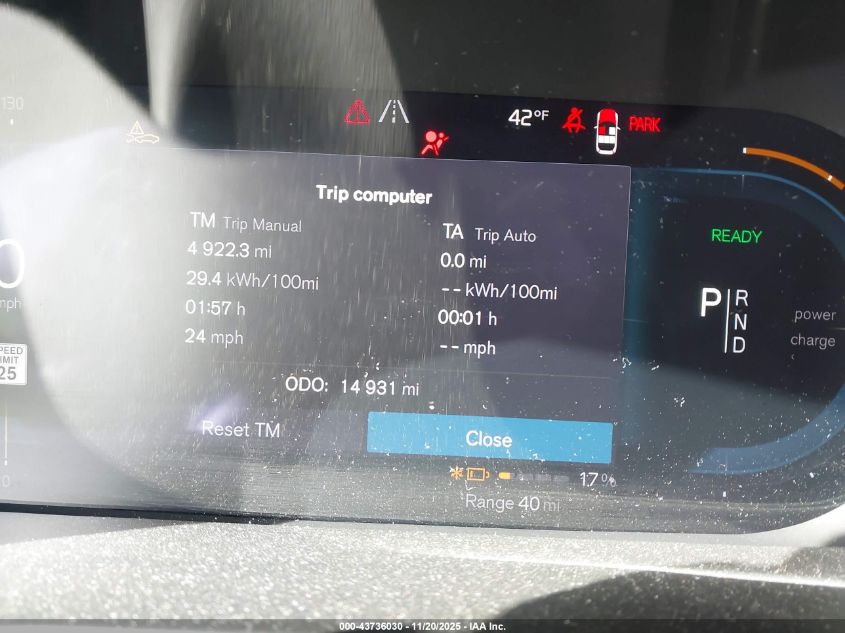 130
42°F
PARK
Trip computer
TM Trip Manual
4 922.3 mi
29.4 kWh/100mi
01:57 h
24 mph
TA Trip Auto
0.0 mi
-- kWh/100mi
00:01 h
-- mph
ODO: 14 931 mi
Reset TM
Close
17%
Range 40 mi
READY
P
R
N
D
power
charge
0
mph
SPEED
LIMIT
25
0
000-43736030 - 11/20/2025 - IAA Inc.